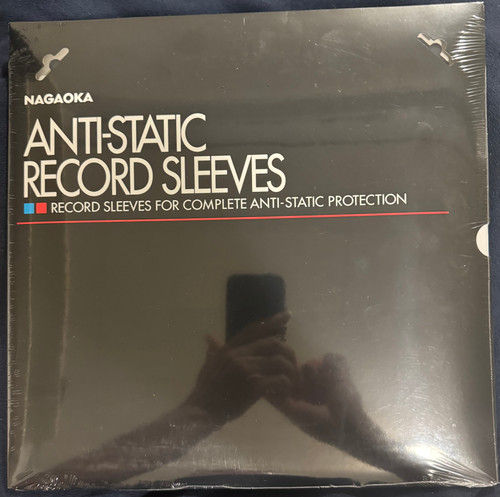 NAGAOKA
ANTI-STATIC
RECORD SLEEVES
RECORD SLEEVES FOR COMPLETE ANTI-STATIC PROTECTION